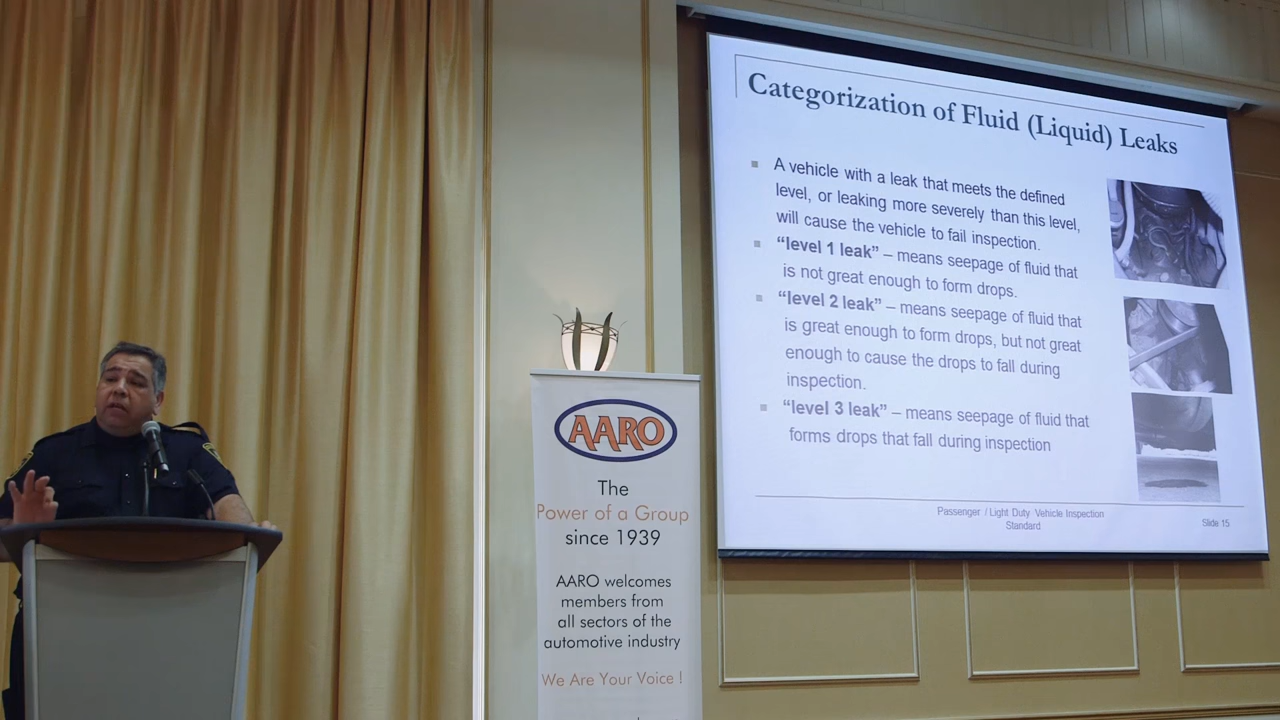 Categorization of Fluid (Liquid) Leaks
A vehicle with a leak that meets the defined
level, or leaking more severely than this level,
will cause the vehicle to fail inspection.
“level 1 leak” – means seepage of fluid that
is not great enough to form drops.
“level 2 leak” – means seepage of fluid that
is great enough to form drops, but not great
enough to cause the drops to fall during
inspection.
“level 3 leak” – means seepage of fluid that
forms drops that fall during inspection
Passenger / Light Duty Vehicle Inspection
Standard
Slide 15
AARO
The
Power of a Group
since 1939
AARO welcomes
members from
all sectors of the
automotive industry
We Are Your Voice !